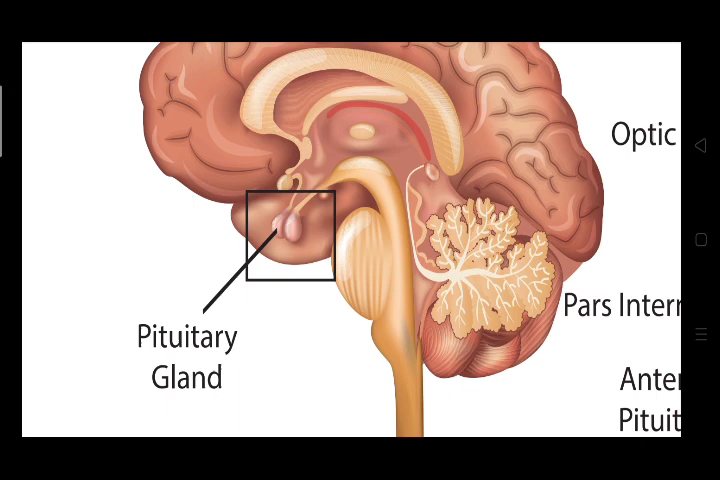 Optic
Pars Intern
Pituitary
Gland
Anter
Pituit